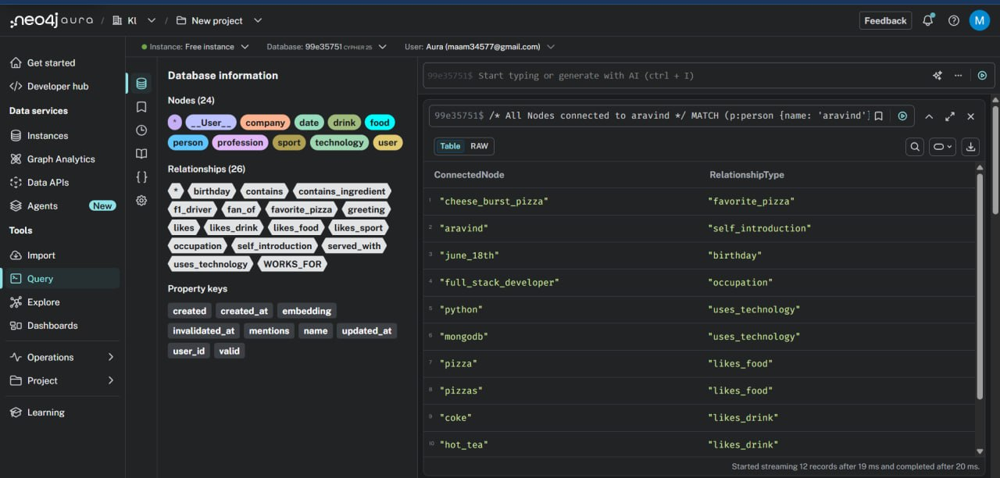 neo4j aura / Kl / New project Feedback M
Instance: Free instance Database: 99e35751 CYPHER 25 User: Aura (maam34577@gmail.com)
Get started
Developer hub
Data services
Instances
Graph Analytics
Data APIs
Agents New
Tools
Import
Query
Explore
Dashboards
Operations
Project
Learning
Database information
Nodes (24)
* __User__ company date drink food
person profession sport technology user
Relationships (26)
* birthday contains contains_ingredient
f1_driver fan_of favorite_pizza greeting
likes likes_drink likes_food likes_sport
occupation self_introduction served_with
uses_technology WORKS_FOR
Property keys
created created_at embedding
invalidated_at mentions name updated_at
user_id valid
99e35751$ Start typing or generate with AI (ctrl + I)
99e35751$ /* All Nodes connected to aravind */ MATCH (p:person {name: 'aravind'}
Table RAW
ConnectedNode RelationshipType
1 "cheese_burst_pizza" "favorite_pizza"
2 "aravind" "self_introduction"
3 "june_18th" "birthday"
4 "full_stack_developer" "occupation"
5 "python" "uses_technology"
6 "mongodb" "uses_technology"
7 "pizza" "likes_food"
8 "pizzas" "likes_food"
9 "coke" "likes_drink"
10 "hot_tea" "likes_drink"
Started streaming 12 records after 19 ms and completed after 20 ms.